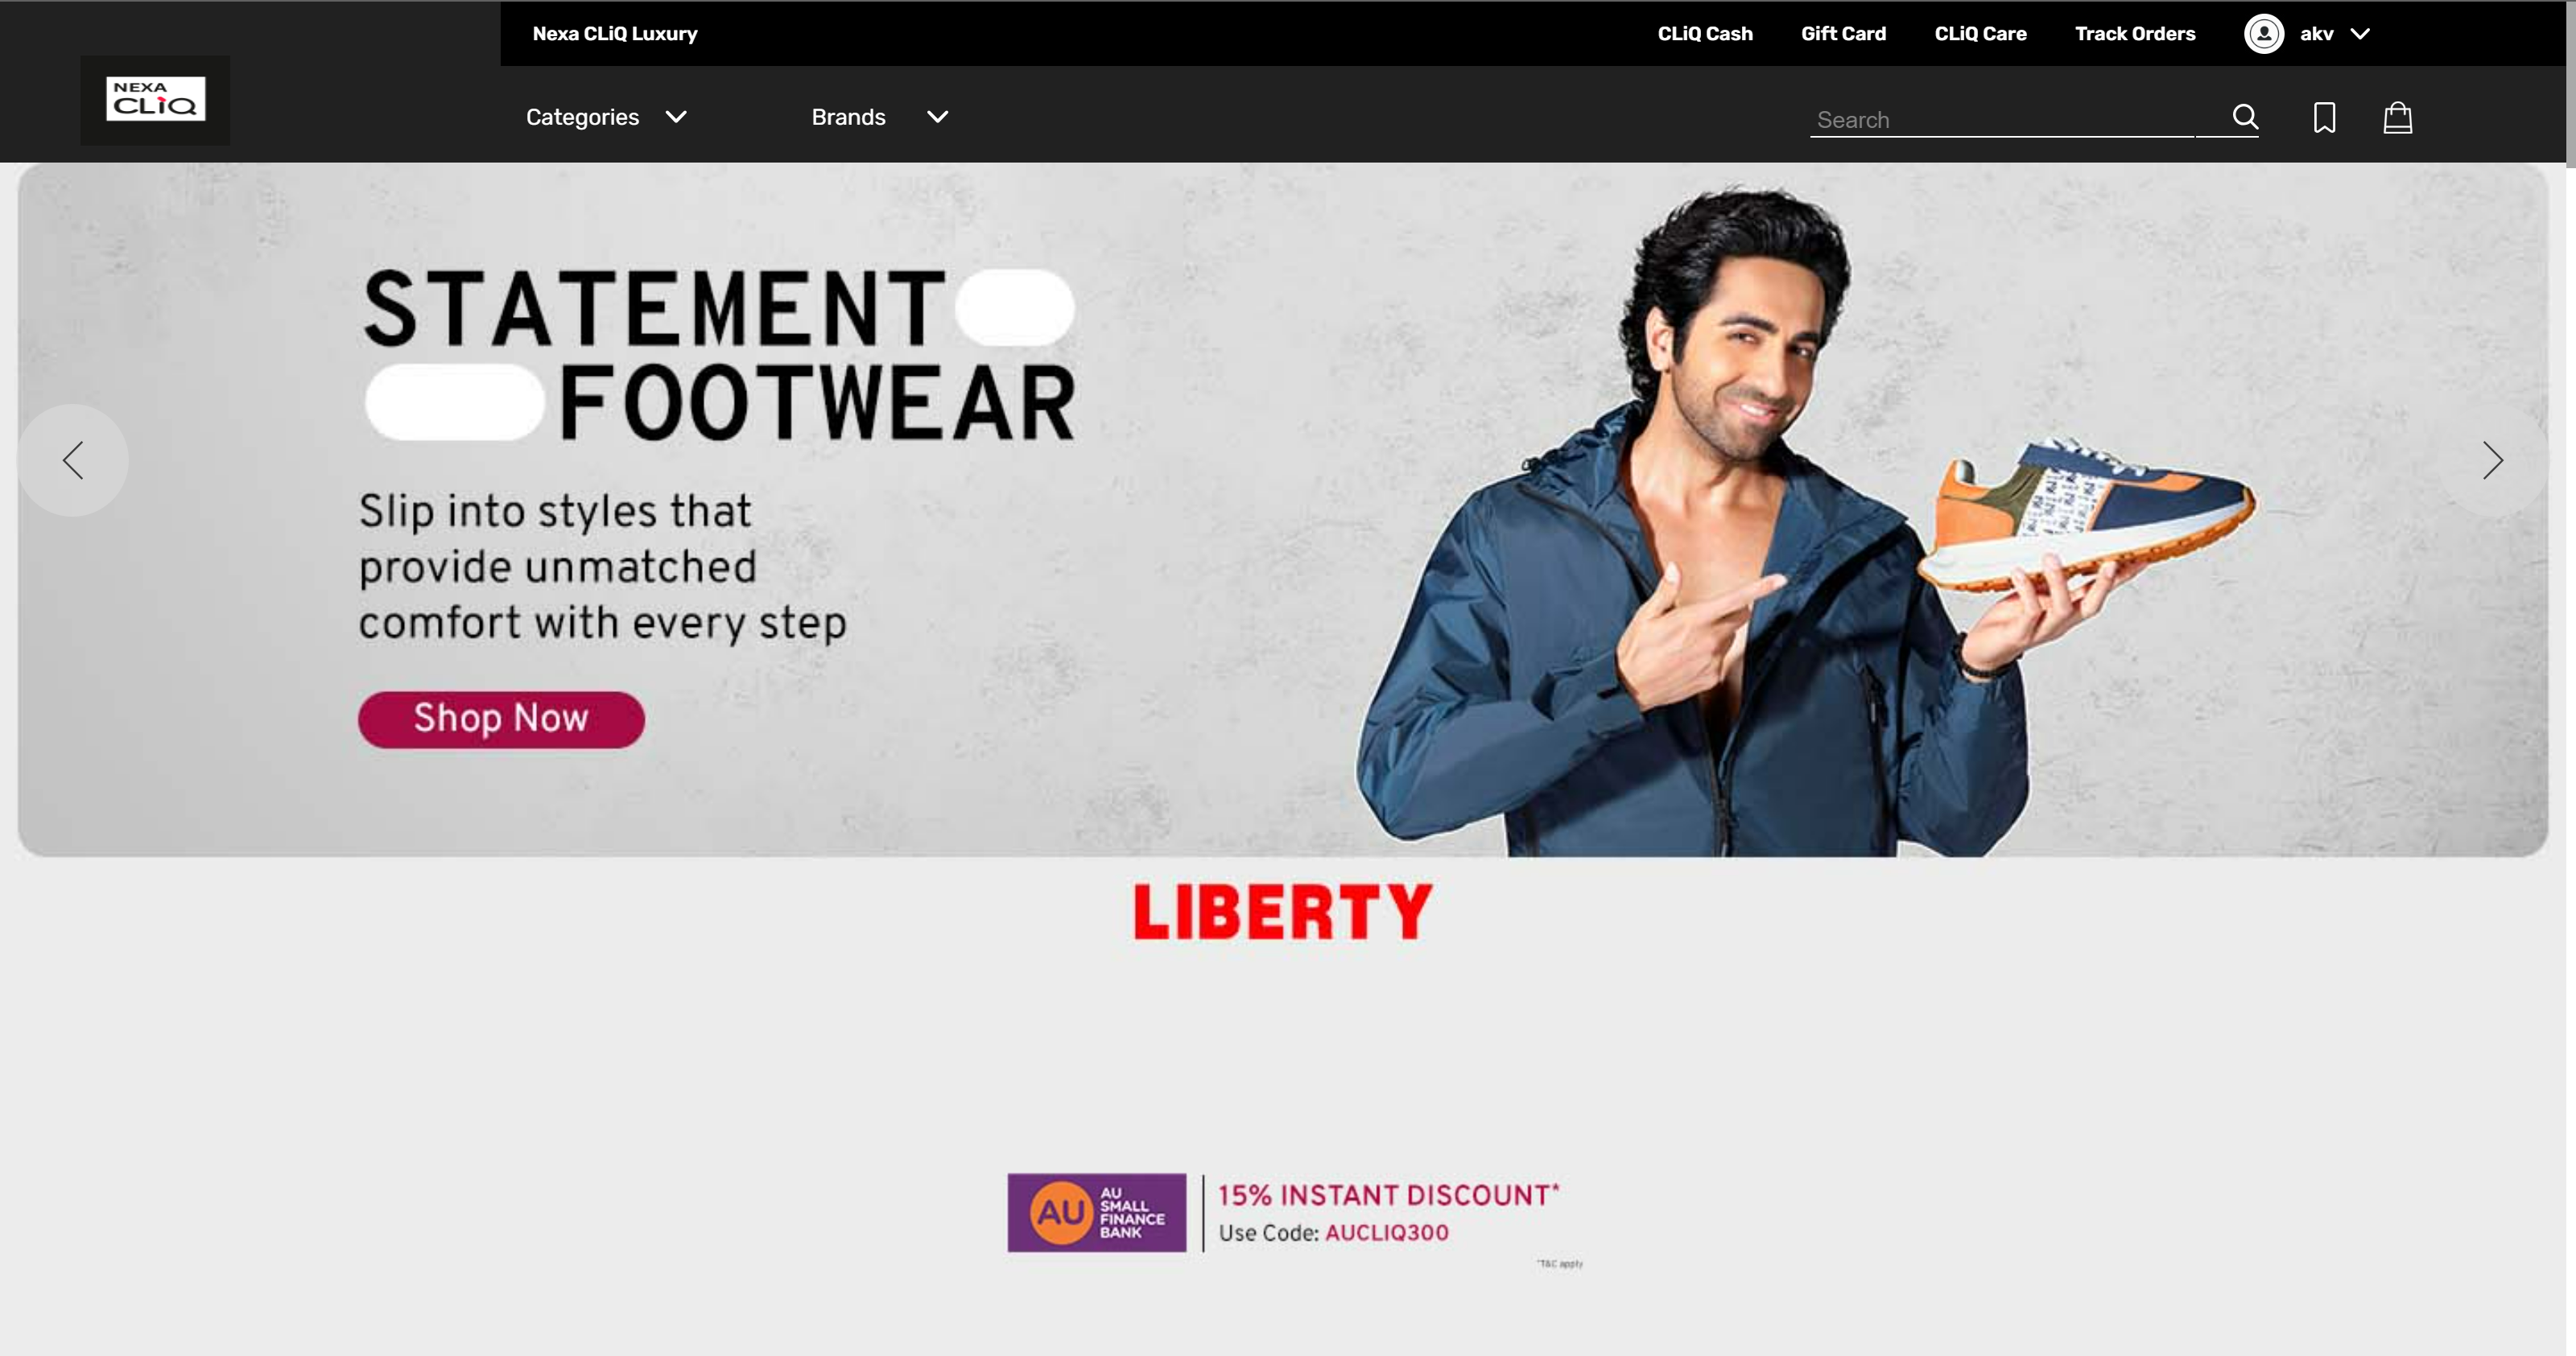 Nexa CLiQ Luxury
CLiQ Cash
Gift Card
CLiQ Care
Track Orders
akv
NEXA
CLiQ
Categories
Brands
Search
STATEMENT
FOOTWEAR
Slip into styles that
provide unmatched
comfort with every step
Shop Now
LIBERTY
AU
AU
SMALL
FINANCE
BANK
15% INSTANT DISCOUNT*
Use Code: AUCLIQ300
*T&C apply